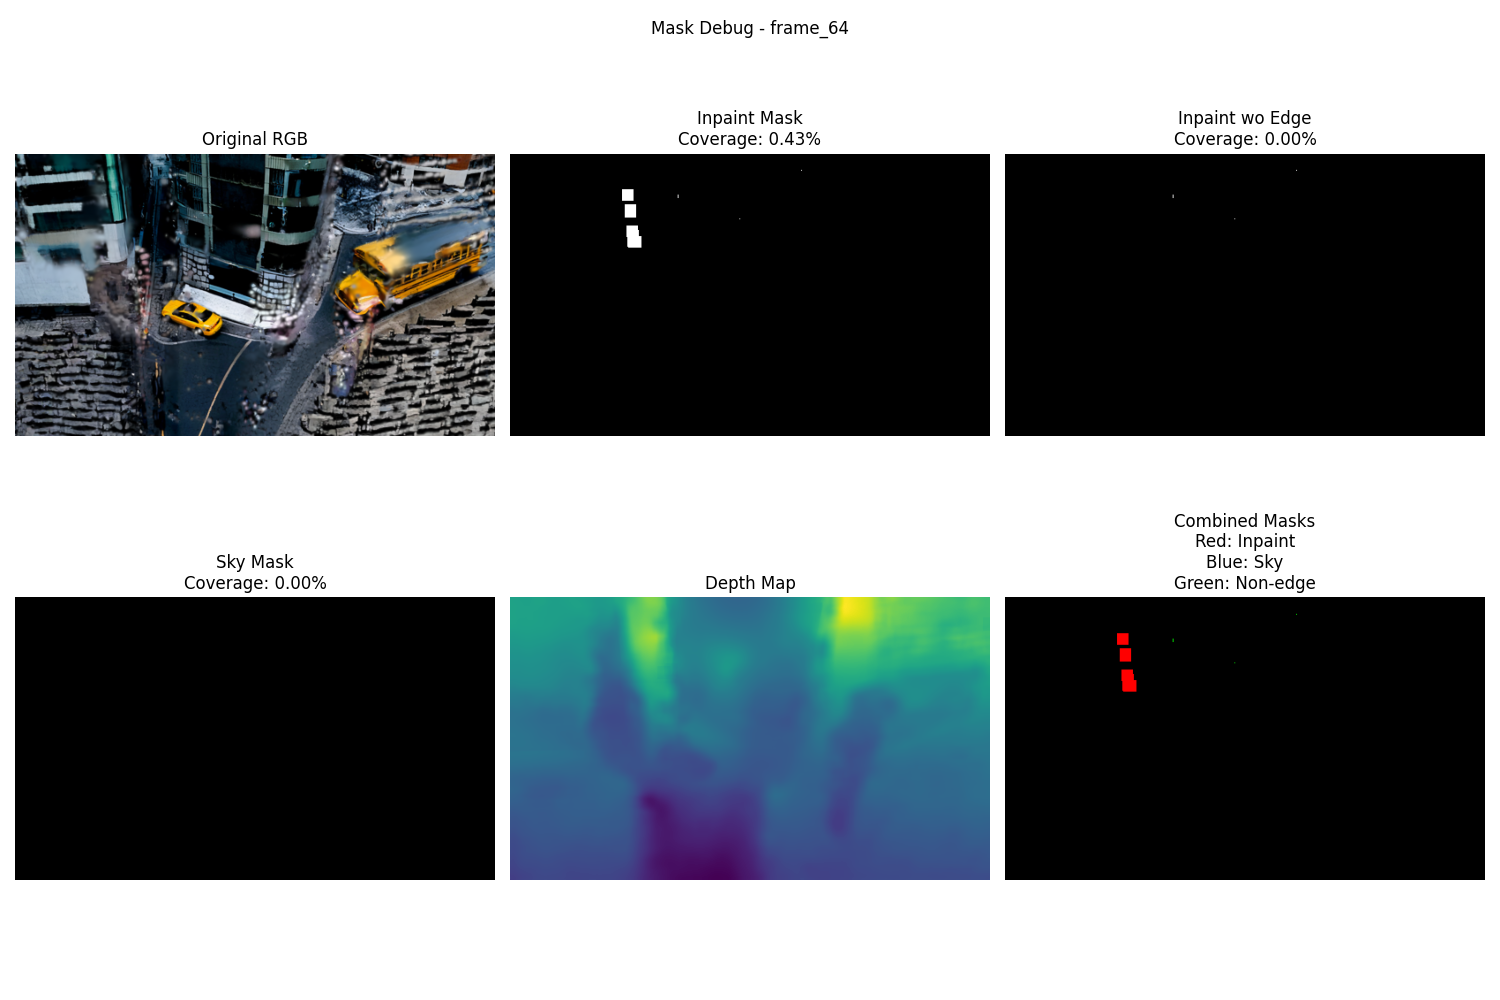 Mask Debug - frame_64
Original RGB
Inpaint Mask
Coverage: 0.43%
Inpaint wo Edge
Coverage: 0.00%
Sky Mask
Coverage: 0.00%
Depth Map
Combined Masks
Red: Inpaint
Blue: Sky
Green: Non-edge